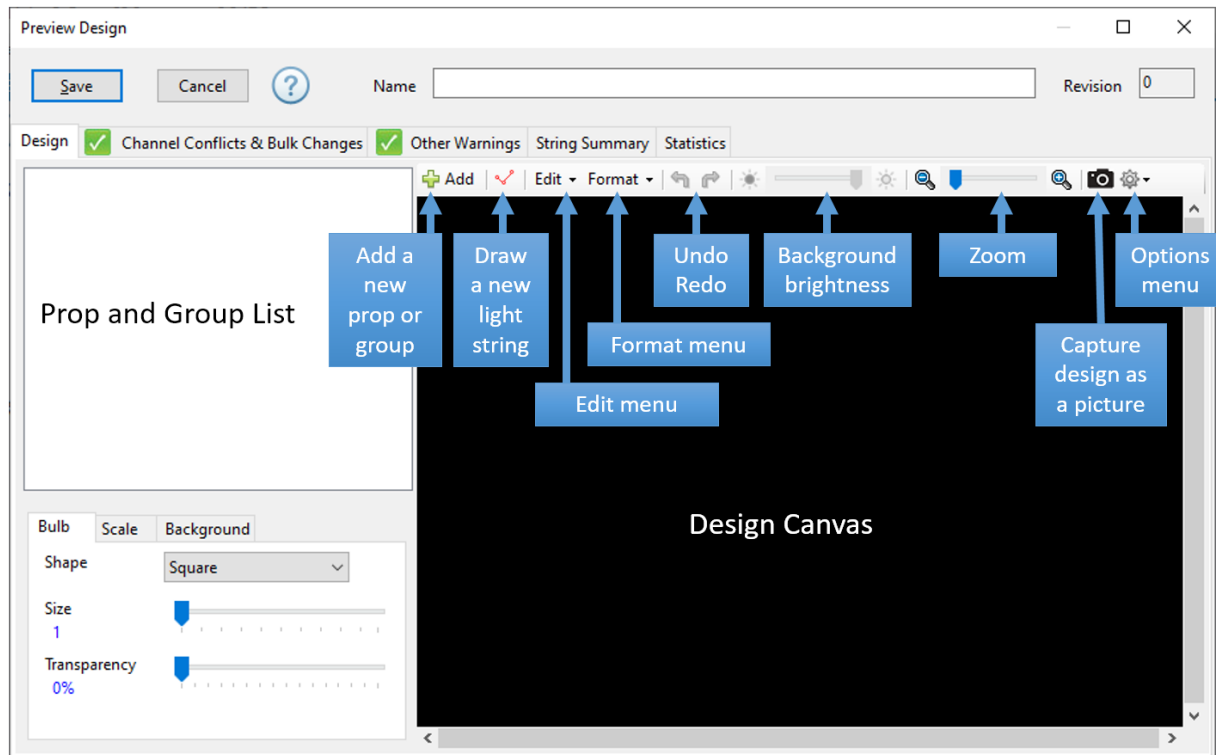 Preview Design
Save Cancel ? Name Revision 0
Design Channel Conflicts & Bulk Changes Other Warnings String Summary Statistics
Add Edit Format
Add a
new
prop or
group
Draw
a new
light
string
Undo
Redo
Background
brightness
Zoom
Options
menu
Prop and Group List
Format menu
Edit menu
Capture
design as
a picture
Design Canvas
Bulb Scale Background
Shape Square
Size
1
Transparency
0%